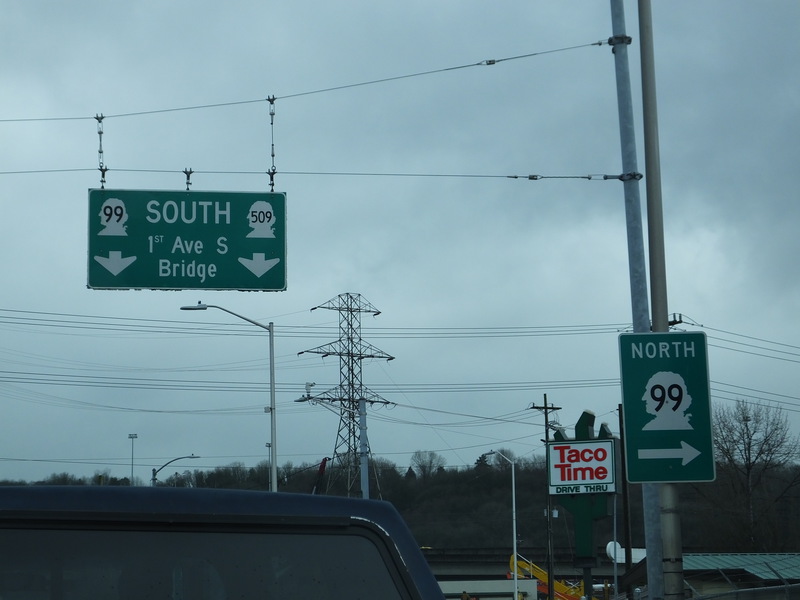 99 SOUTH 509
1ST Ave S
Bridge
NORTH
99
Taco
Time
DRIVE THRU